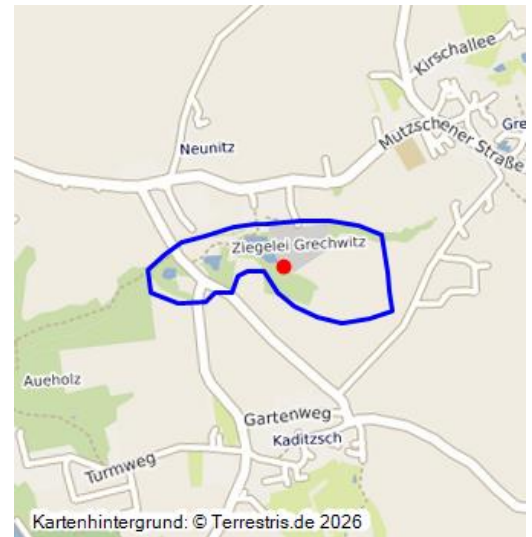 Kirschallee
Gre
Mutzschener Straße
Neunitz
Ziegelei Grechwitz
Aueholz
Gartenweg
Kaditzsch
Turmweg
Kartenhintergrund: © Terrestris.de 2026